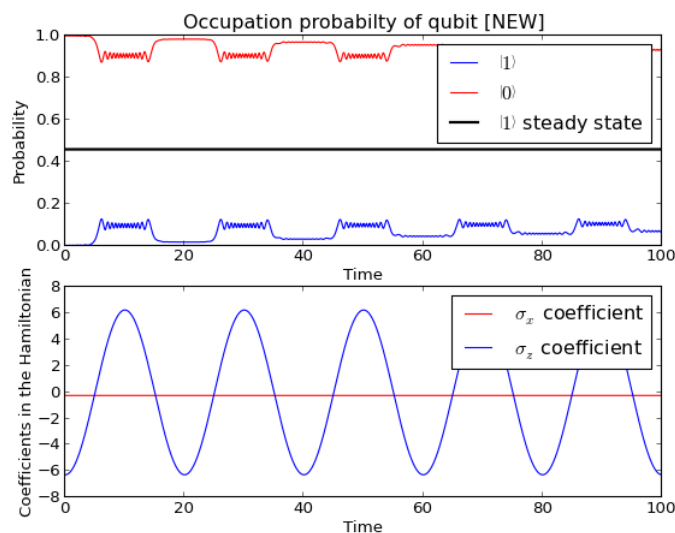 Occupation probabilty of qubit [NEW]
1.0
0.8
0.6
0.4
0.2
0.0
Probability
|1⟩
|0⟩
|1⟩ steady state
0 20 40 60 80 100
Time
8
6
4
2
0
−2
−4
−6
−8
Coefficients in the Hamiltonian
σx coefficient
σz coefficient
0 20 40 60 80 100
Time